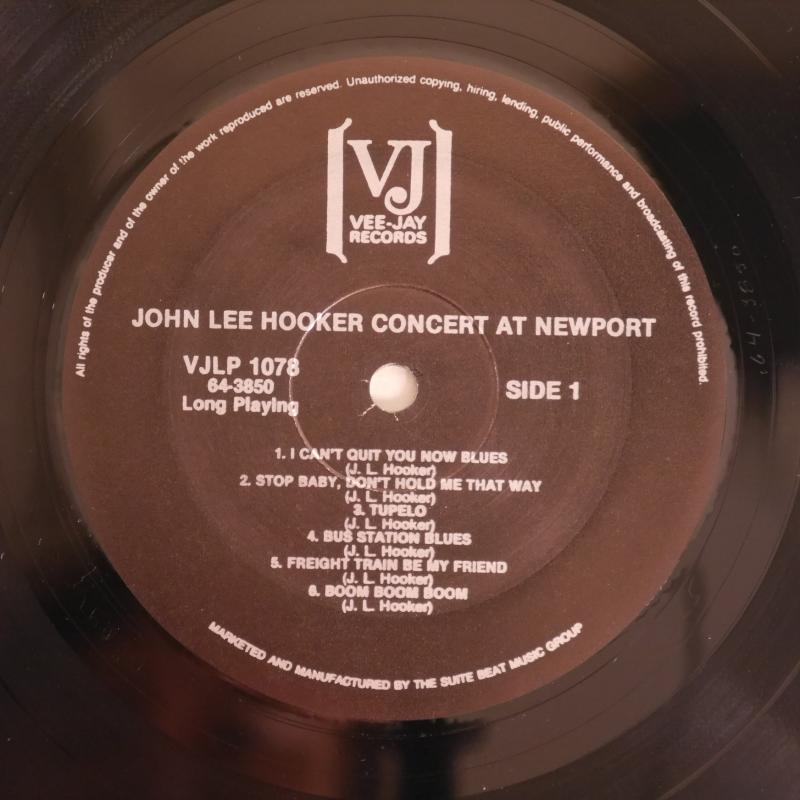 All rights of the producer and of the owner of the work reproduced are reserved. Unauthorized copying, hiring, lending, public performance and broadcasting of this record prohibited.
VJ
VEE-JAY
RECORDS
JOHN LEE HOOKER CONCERT AT NEWPORT
VJLP 1078
64-3850
Long Playing
SIDE 1
1. I CAN'T QUIT YOU NOW BLUES
(J. L. Hooker)
2. STOP BABY, DON'T HOLD ME THAT WAY
(J. L. Hooker)
3. TUPELO
(J. L. Hooker)
4. BUS STATION BLUES
(J. L. Hooker)
5. FREIGHT TRAIN BE MY FRIEND
(J. L. Hooker)
6. BOOM BOOM BOOM
(J. L. Hooker)
MARKETED AND MANUFACTURED BY THE SUITE BEAT MUSIC GROUP